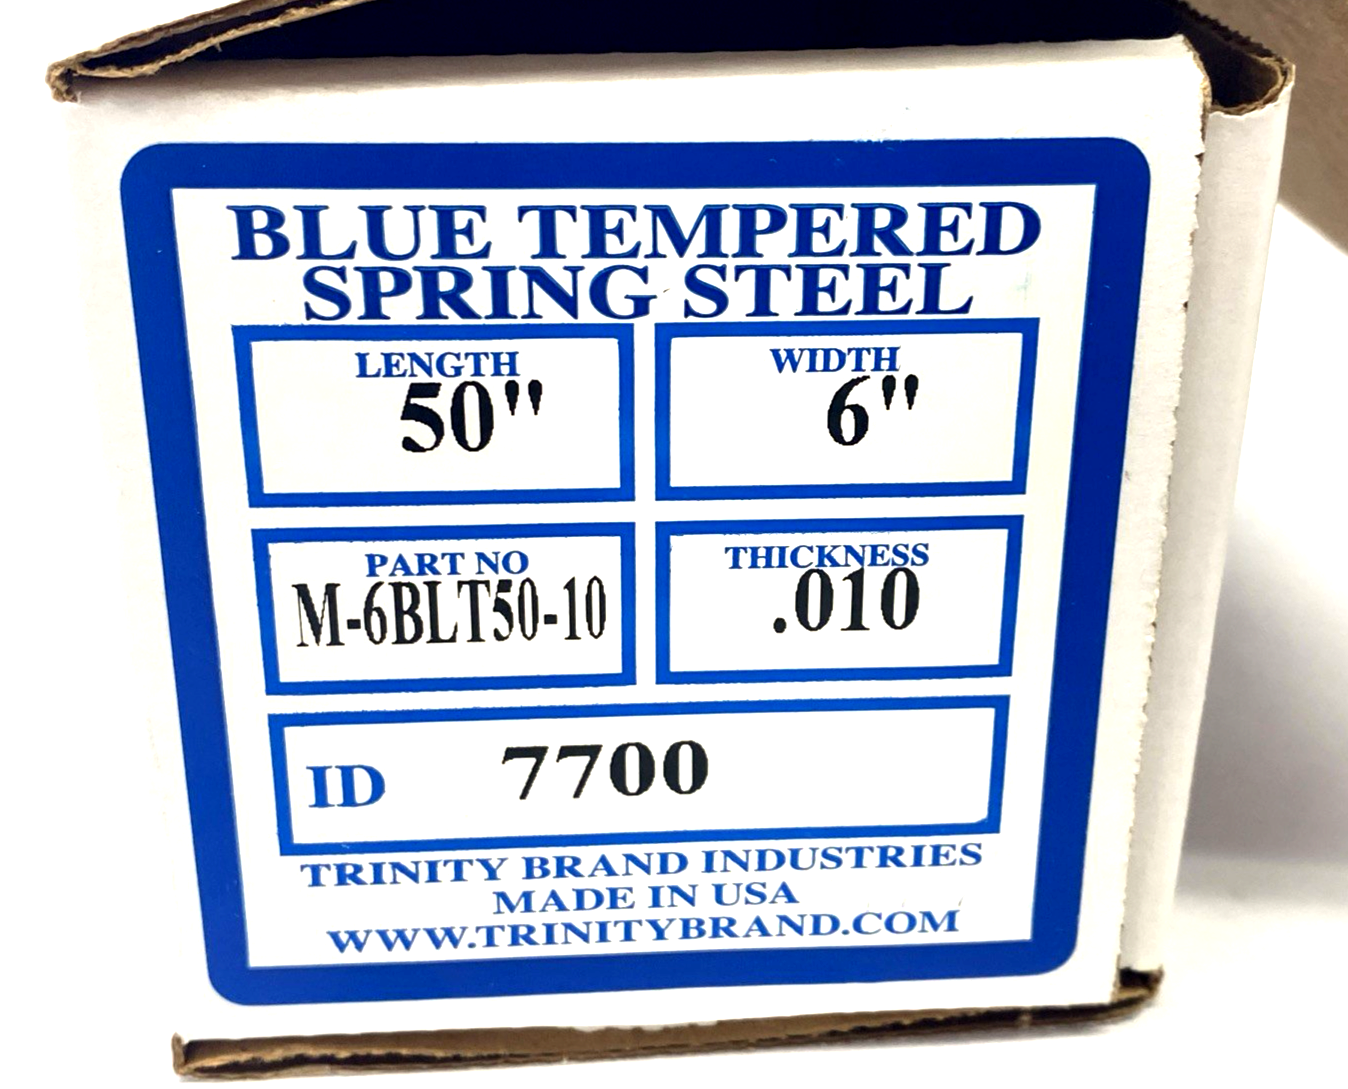 BLUE TEMPERED
SPRING STEEL
LENGTH
50"
WIDTH
6"
PART NO
M-6BLT50-10
THICKNESS
.010
ID 7700
TRINITY BRAND INDUSTRIES
MADE IN USA
WWW.TRINITYBRAND.COM